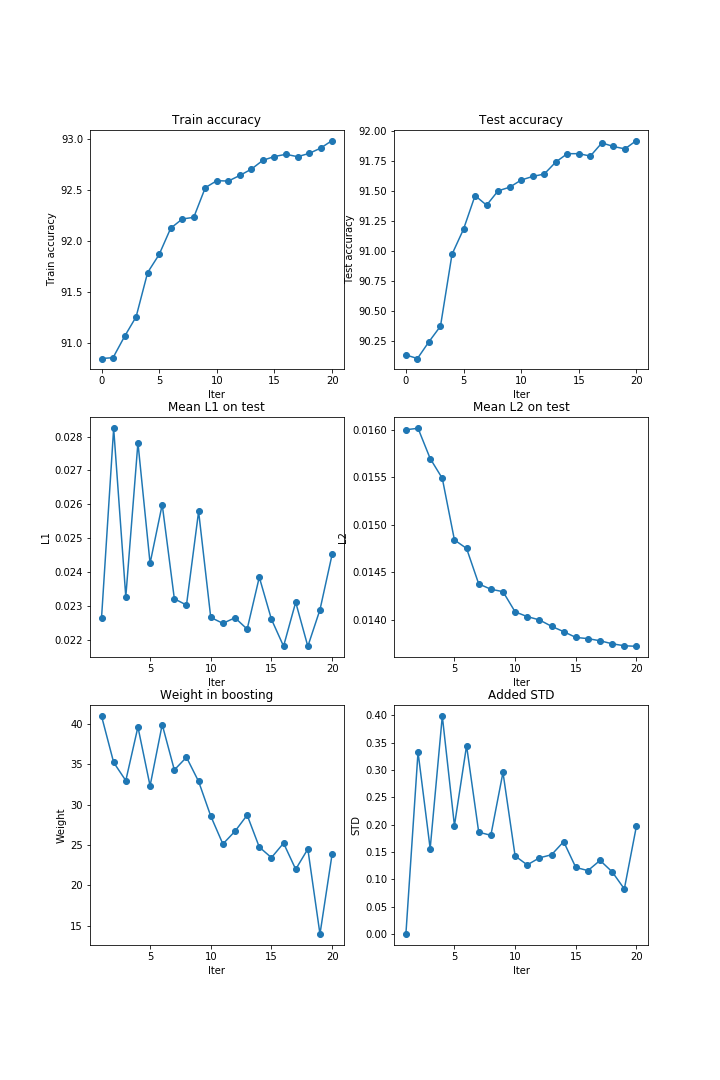 Train accuracy
Train accuracy
93.0
92.5
92.0
91.5
91.0
0 5 10 15 20
Iter
Test accuracy
Test accuracy
92.00
91.75
91.50
91.25
91.00
90.75
90.50
90.25
0 5 10 15 20
Iter
Mean L1 on test
L1
0.028
0.027
0.026
0.025
0.024
0.023
0.022
5 10 15 20
Iter
Mean L2 on test
L2
0.0160
0.0155
0.0150
0.0145
0.0140
5 10 15 20
Iter
Weight in boosting
Weight
40
35
30
25
20
15
5 10 15 20
Iter
Added STD
STD
0.40
0.35
0.30
0.25
0.20
0.15
0.10
0.05
0.00
5 10 15 20
Iter